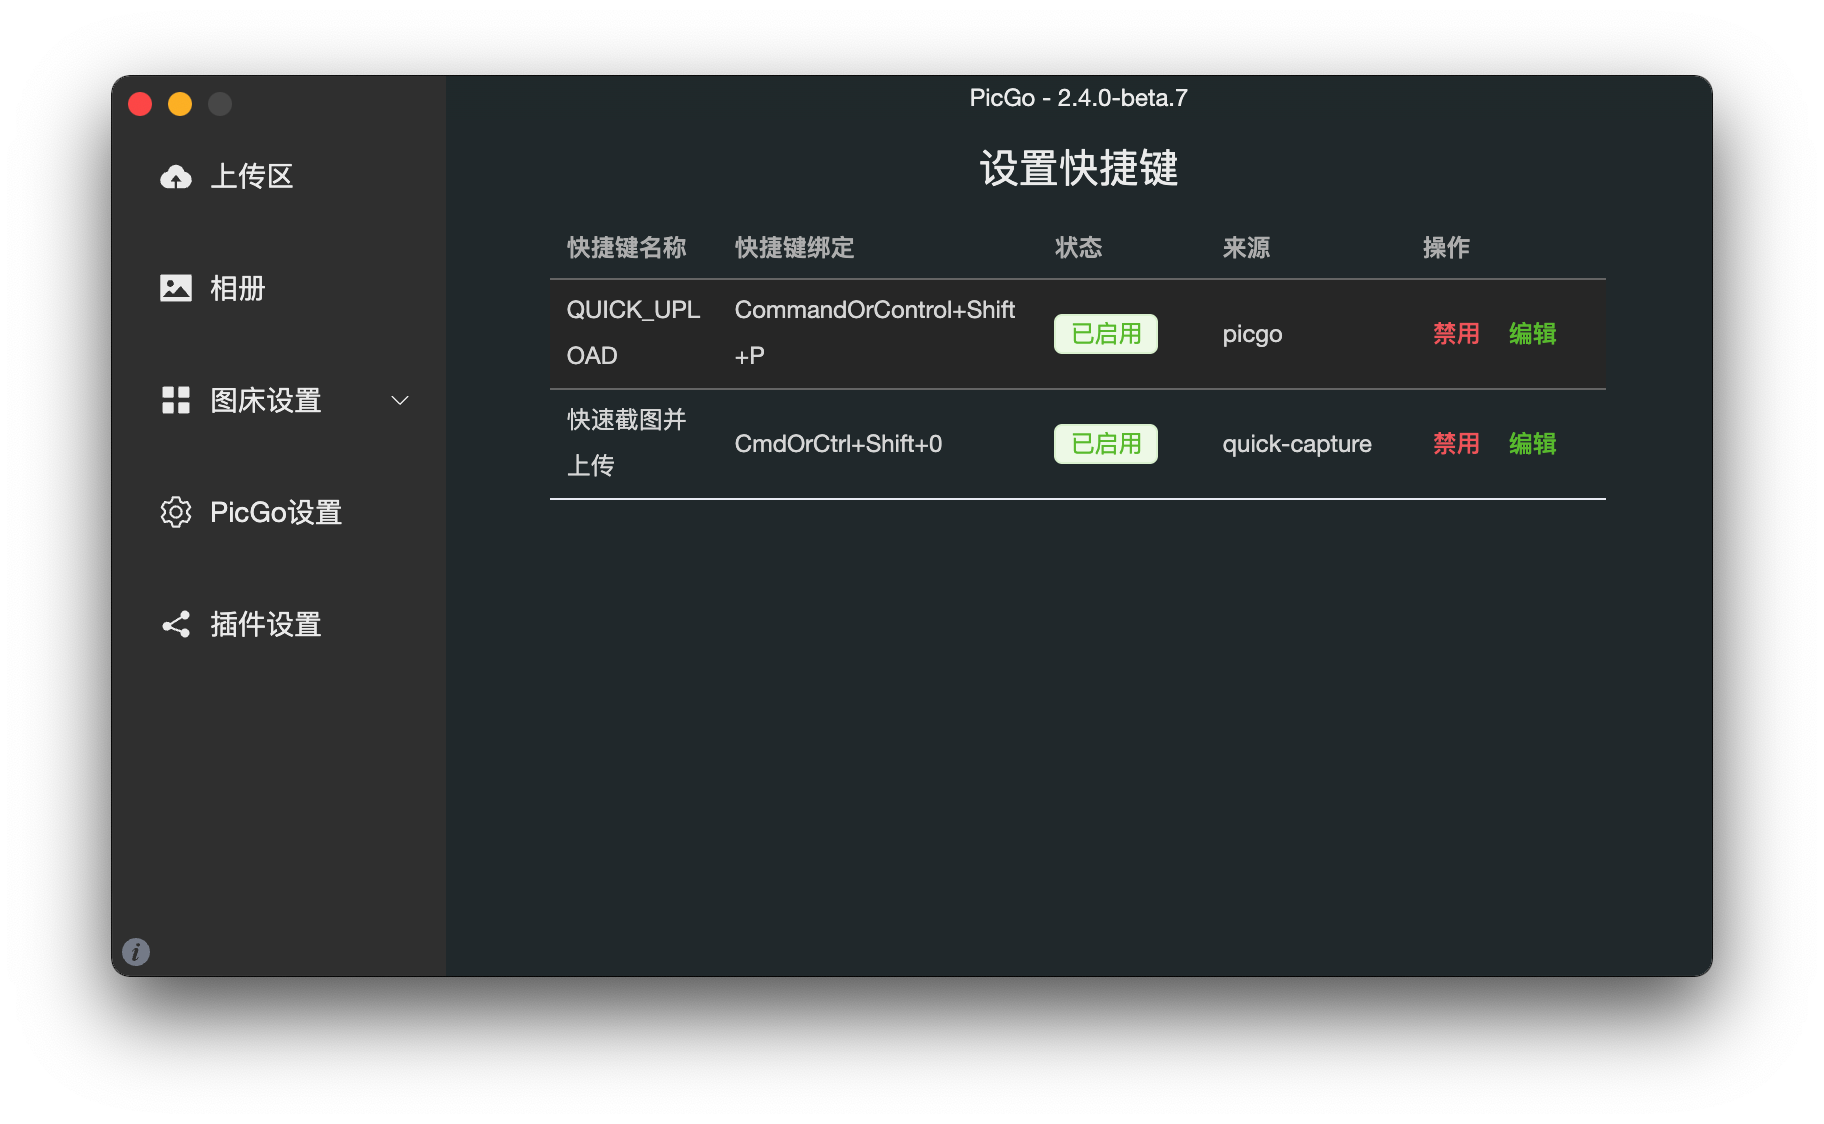 PicGo - 2.4.0-beta.7
上传区
相册
图床设置
PicGo设置
插件设置
设置快捷键
快捷键名称 快捷键绑定 状态 来源 操作
QUICK_UPL
OAD
CommandOrControl+Shift
+P
已启用
picgo
禁用 编辑
快速截图并
上传
CmdOrCtrl+Shift+0
已启用
quick-capture
禁用 编辑
i